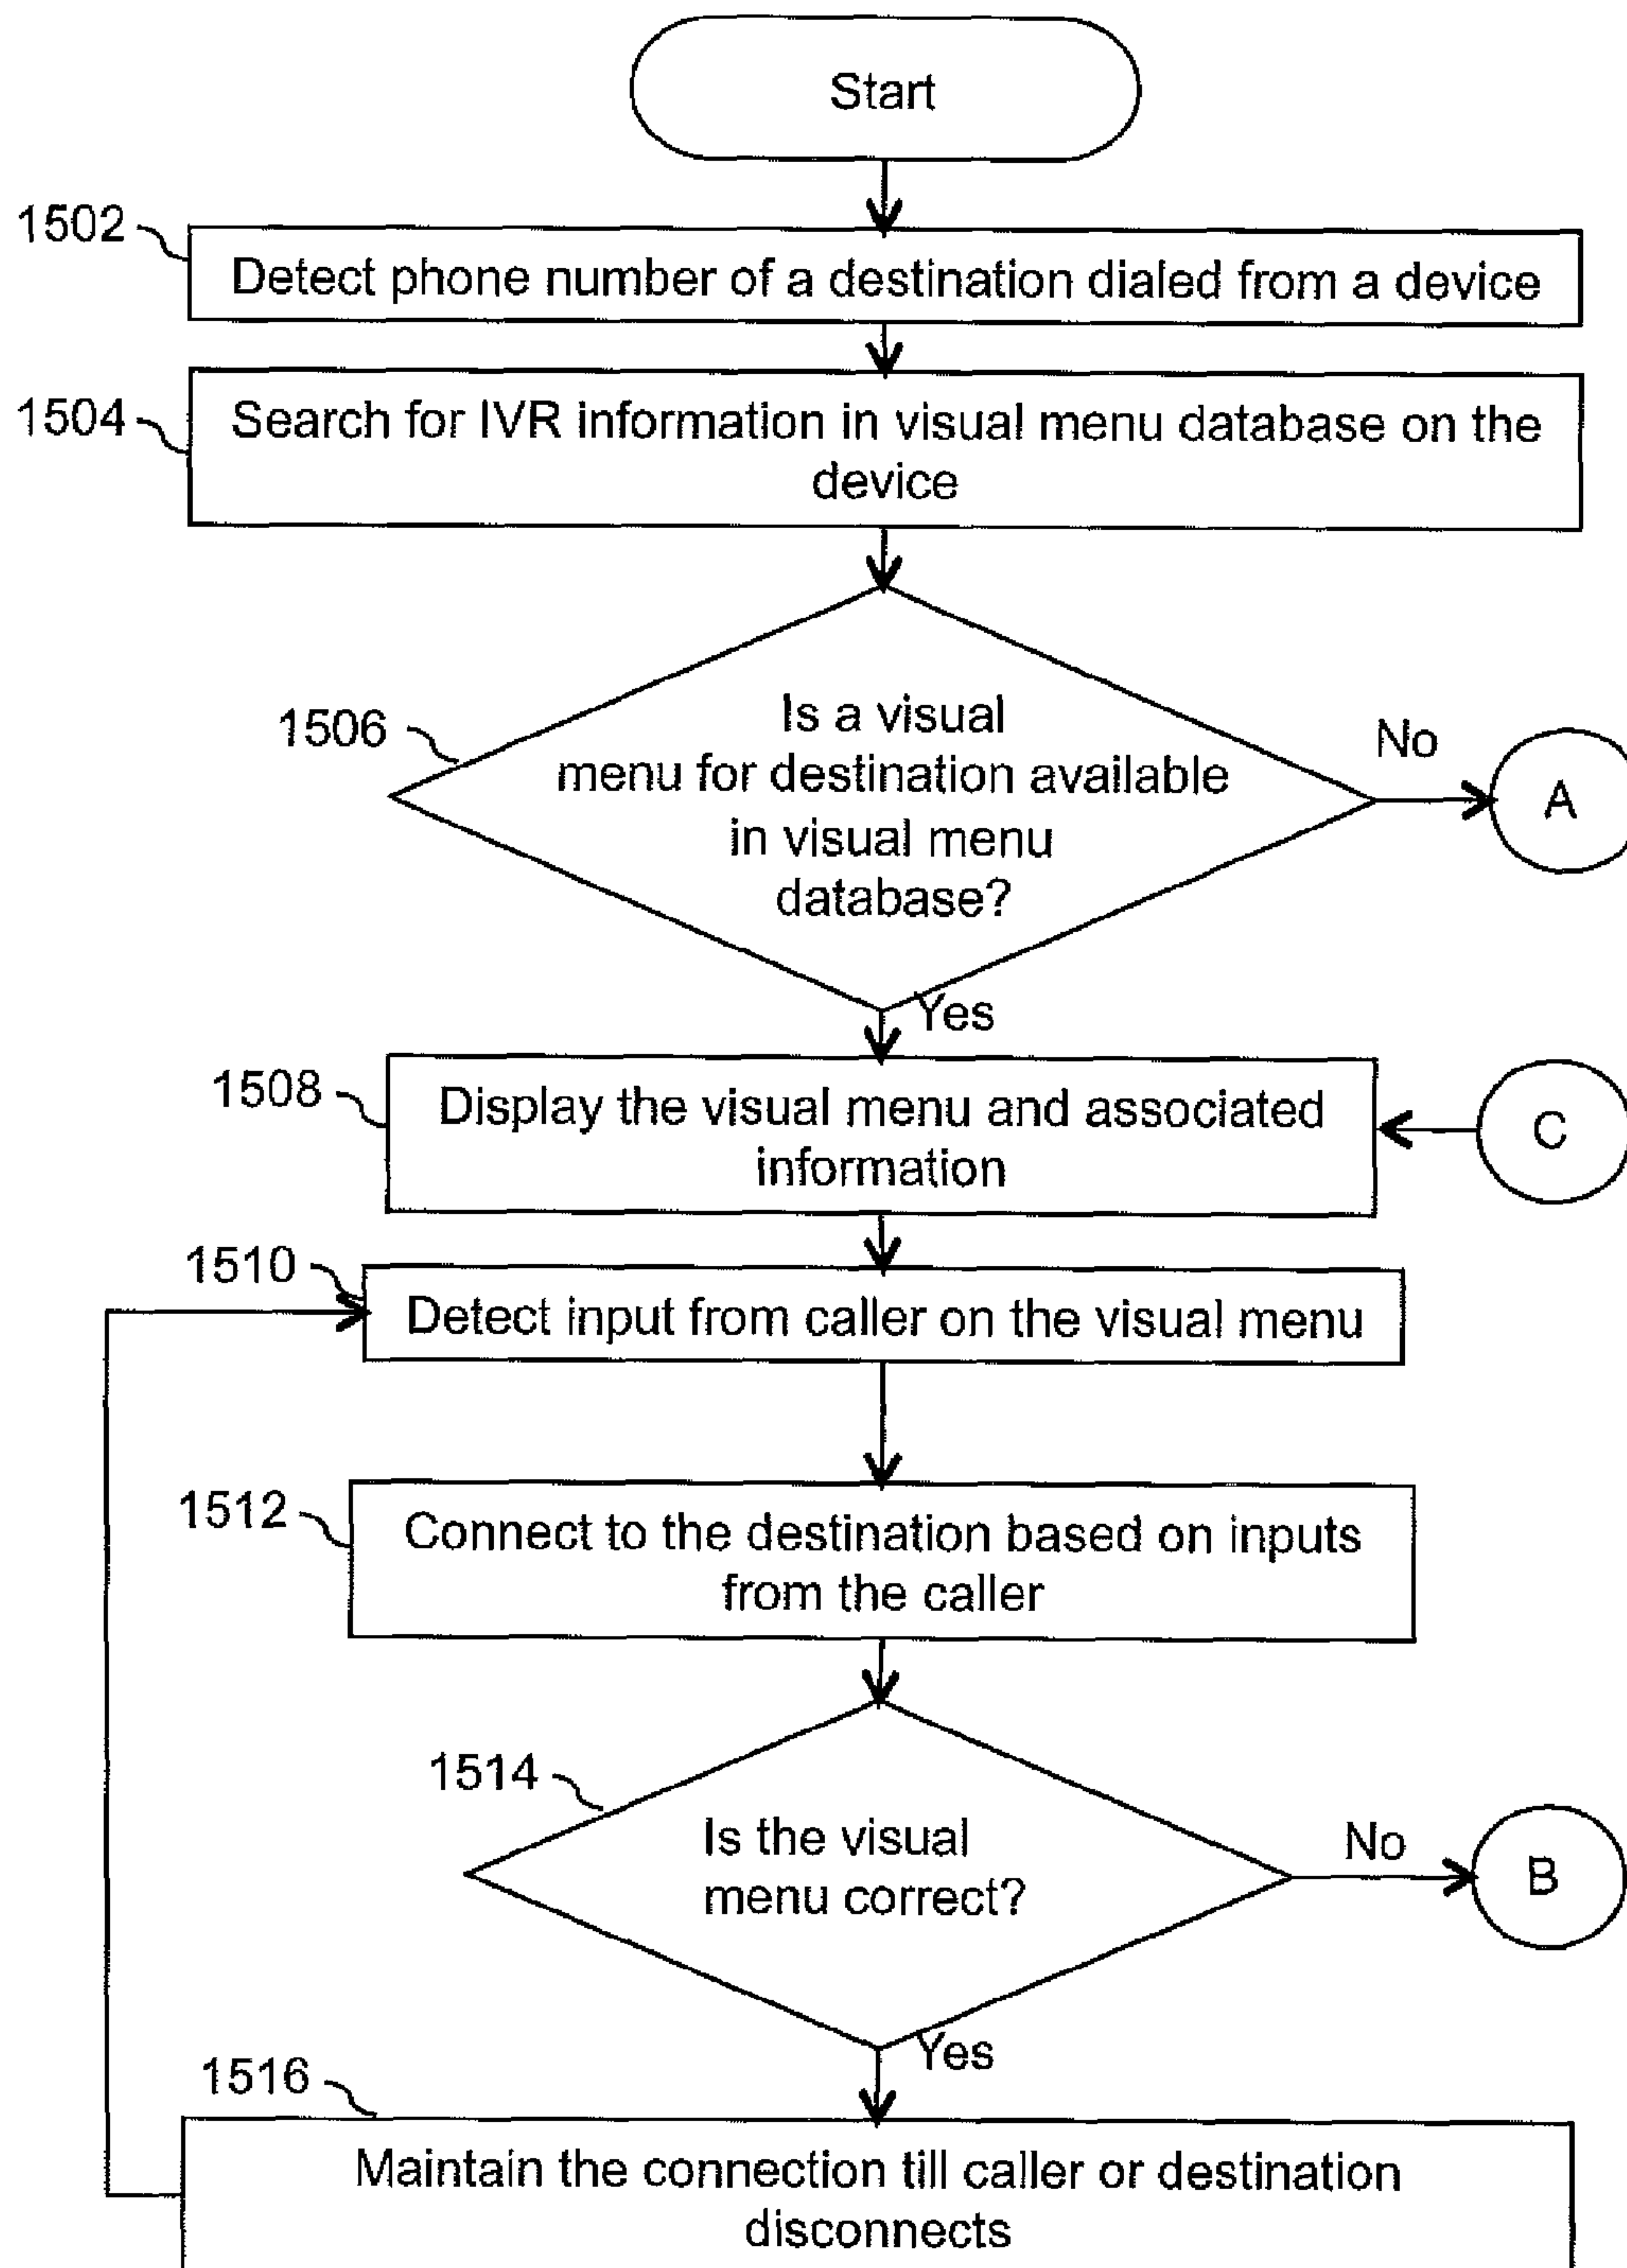 Start
1502
Detect phone number of a destination dialed from a device
1504
Search for IVR information in visual menu database on the
device
1506
Is a visual
menu for destination available
in visual menu
database?
No
A
Yes
1508
Display the visual menu and associated
information
C
1510
Detect input from caller on the visual menu
1512
Connect to the destination based on inputs
from the caller
1514
Is the visual
menu correct?
No
B
Yes
1516
Maintain the connection till caller or destination
disconnects